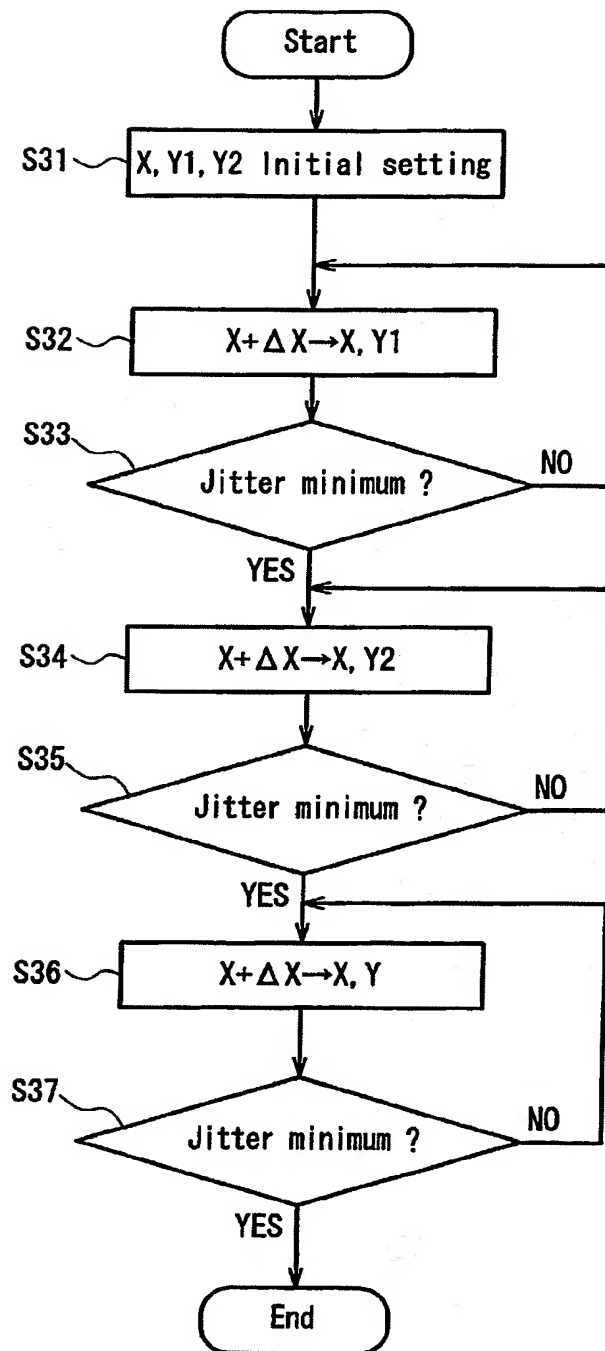 Start
S31
X, Y1, Y2 Initial setting
S32
X+ΔX→X, Y1
S33
Jitter minimum ?
NO
YES
S34
X+ΔX→X, Y2
S35
Jitter minimum ?
NO
YES
S36
X+ΔX→X, Y
S37
Jitter minimum ?
NO
YES
End